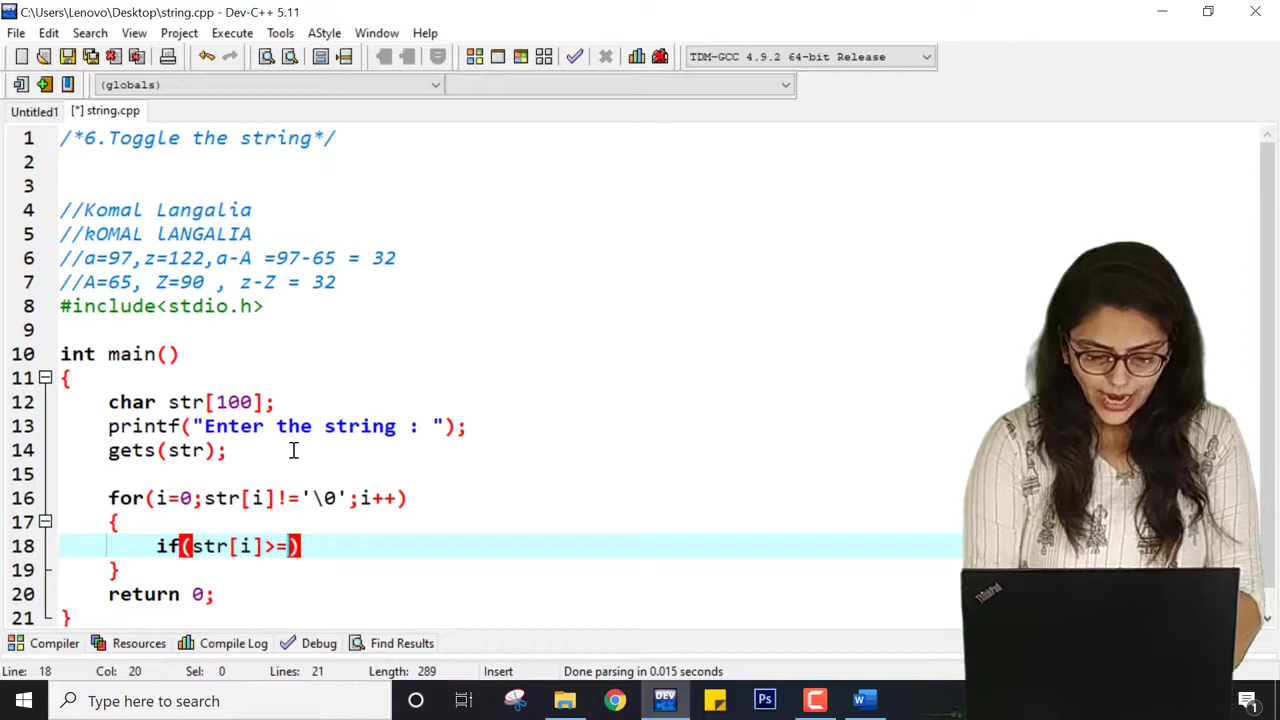 C:\Users\Lenovo\Desktop\string.cpp - Dev-C++ 5.11
File Edit Search View Project Execute Tools AStyle Window Help
TDM-GCC 4.9.2 64-bit Release
(globals)
Untitled1 [*] string.cpp
1 /*6.Toggle the string*/
2
3
4 //Komal Langalia
5 //kOMAL lANGALIA
6 //a=97,z=122,a-A =97-65 = 32
7 //A=65, Z=90 , z-Z = 32
8 #include<stdio.h>
9
10 int main()
11 {
12 char str[100];
13 printf("Enter the string : ");
14 gets(str);
15
16 for(i=0;str[i]!='\0';i++)
17 {
18 if(str[i]>=)
19 }
20 return 0;
21 }
Compiler Resources Compile Log Debug Find Results
Line: 18 Col: 20 Sel: 0 Lines: 21 Length: 289 Insert Done parsing in 0.015 seconds
Type here to search
ThinkPad